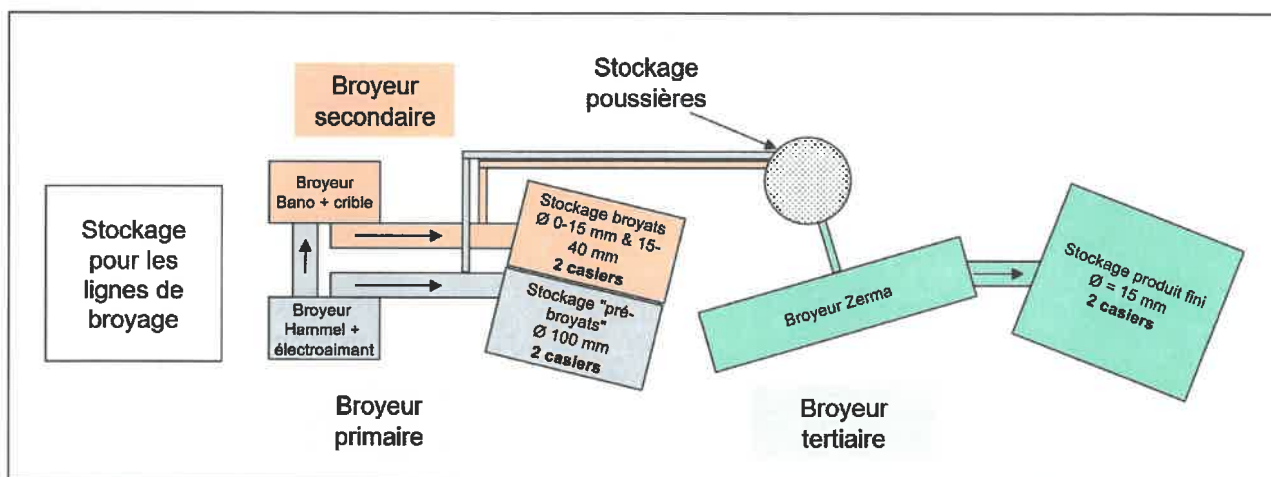 Broyeur
secondaire
Stockage
poussières
Stockage
pour les
lignes de
broyage
Broyeur
Bano + crible
Broyeur
Hammel +
électroaimant
Stockage broyats
Ø 0-15 mm & 15-
40 mm
2 casiers
Stockage "pré-
broyats"
Ø 100 mm
2 casiers
Broyeur Zerma
Stockage produit fini
Ø = 15 mm
2 casiers
Broyeur
primaire
Broyeur
tertiaire